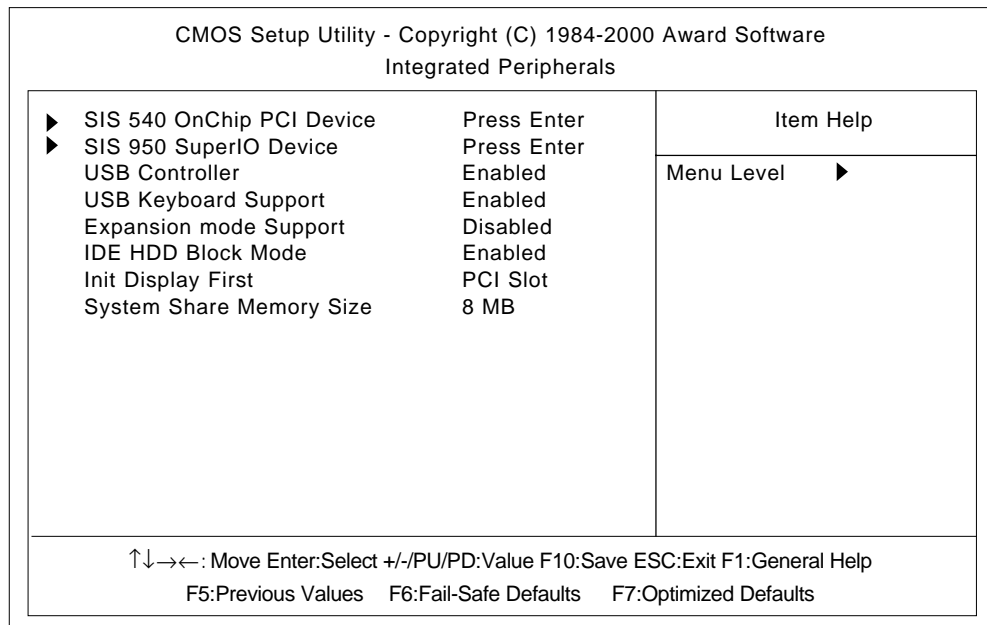 CMOS Setup Utility - Copyright (C) 1984-2000 Award Software
Integrated Peripherals
▶ SIS 540 OnChip PCI Device Press Enter
▶ SIS 950 SuperIO Device Press Enter
USB Controller Enabled
USB Keyboard Support Enabled
Expansion mode Support Disabled
IDE HDD Block Mode Enabled
Init Display First PCI Slot
System Share Memory Size 8 MB
Item Help
Menu Level ▶
↑↓→←: Move Enter:Select +/-/PU/PD:Value F10:Save ESC:Exit F1:General Help
F5:Previous Values F6:Fail-Safe Defaults F7:Optimized Defaults